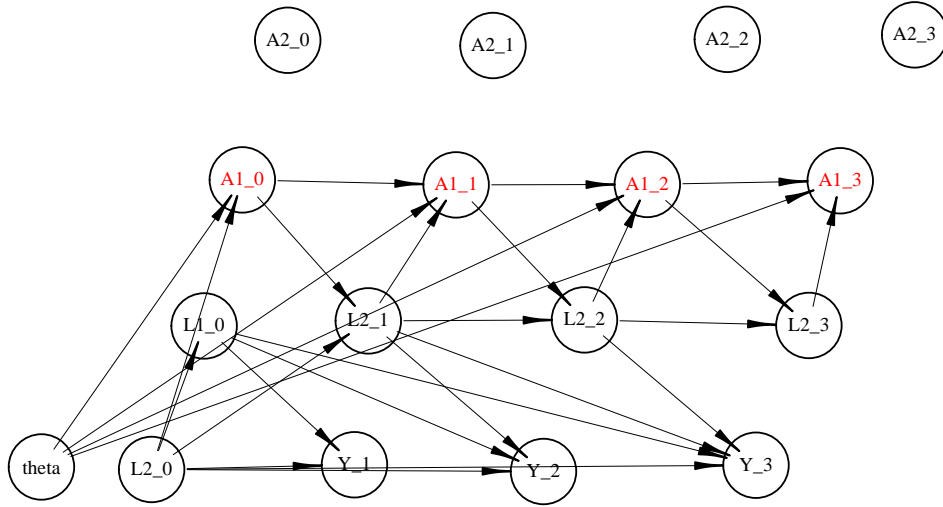 A2_0
A2_1
A2_2
A2_3
A1_0
A1_1
A1_2
A1_3
L1_0
L2_1
L2_2
L2_3
theta
L2_0
Y_1
Y_2
Y_3